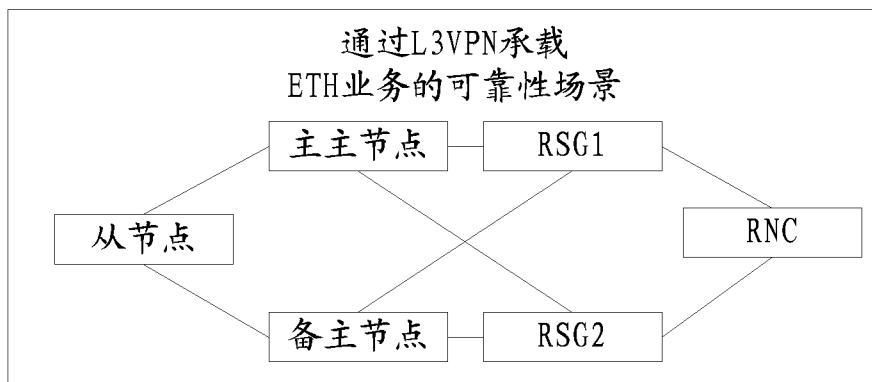 通过L3VPN承载
ETH业务的可靠性场景
主主节点
RSG1
从节点
RNC
备主节点
RSG2